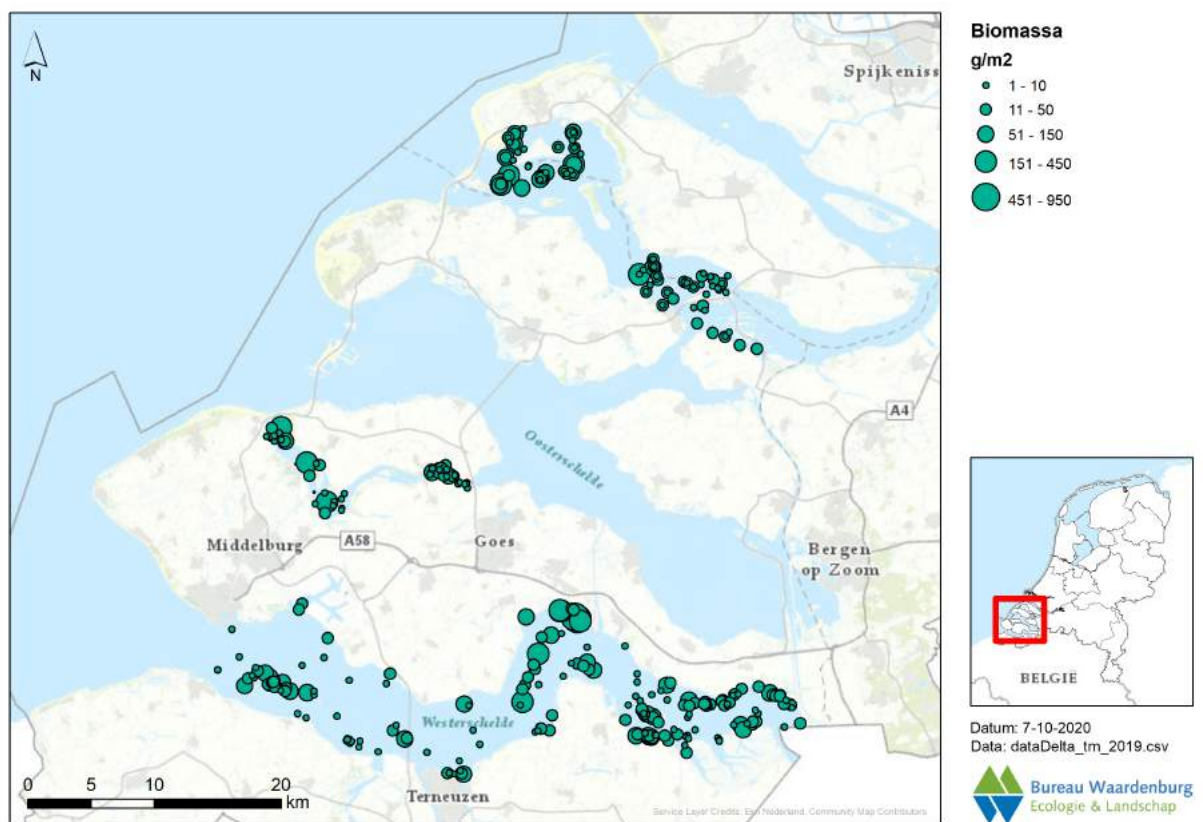 N
Spijkeniss
A4
Oosterschelde
Middelburg
A58
Goes
Bergen
op Zoom
Westerschelde
Terneuzen
0 5 10 20
km
Service Layer Credits: Esri Nederland, Community Map Contributors
Biomassa
g/m2
1 - 10
11 - 50
51 - 150
151 - 450
451 - 950
BELGIË
Datum: 7-10-2020
Data: dataDelta_tm_2019.csv
Bureau Waardenburg
Ecologie & Landschap